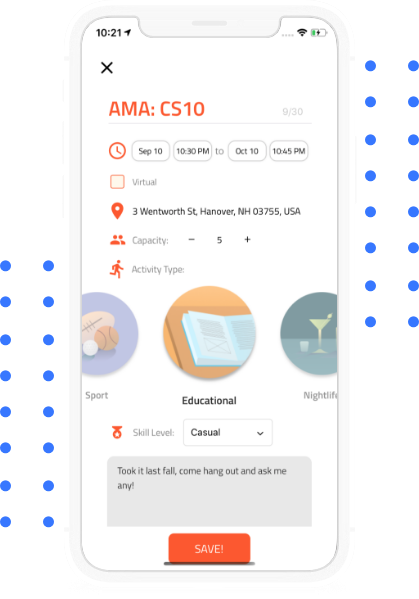 10:21
AMA: CS10 9/30
Sep 10 10:30 PM to Oct 10 10:45 PM
Virtual
3 Wentworth St, Hanover, NH 03755, USA
Capacity: − 5 +
Activity Type:
Sport Educational Nightlife
Skill Level: Casual
Took it last fall, come hang out and ask me
any!
SAVE!